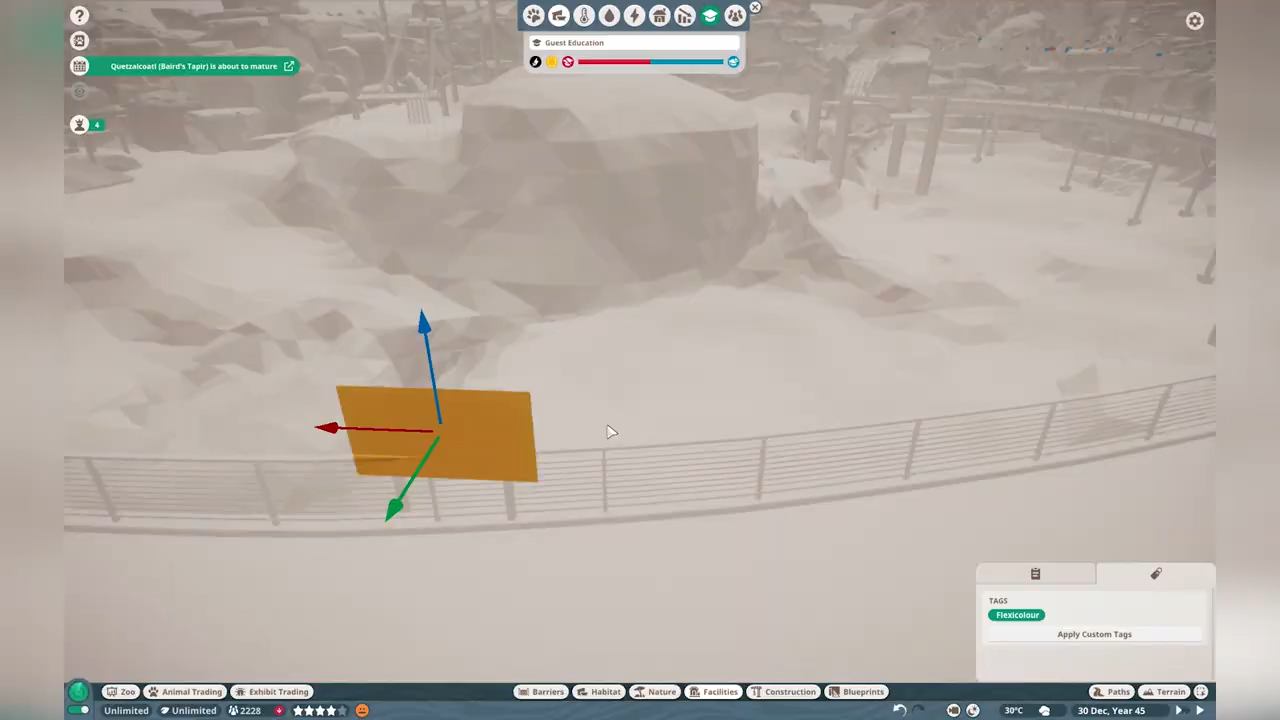 ?
Guest Education
Quetzalcoatl (Baird's Tapir) is about to mature
4
TAGS
Flexicolour
Apply Custom Tags
Zoo
Animal Trading
Exhibit Trading
Barriers
Habitat
Nature
Facilities
Construction
Blueprints
Paths
Terrain
Unlimited
Unlimited
2228
30°C
30 Dec, Year 45